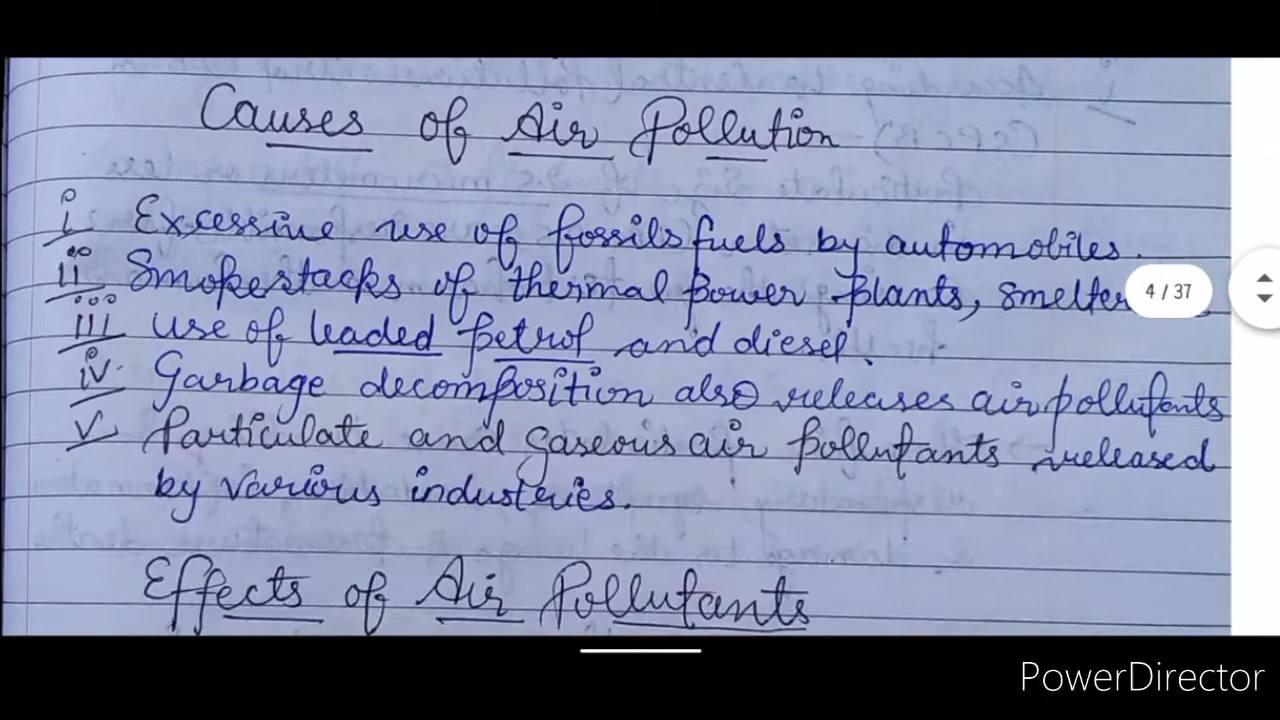 Causes of Air Pollution
i Excessive use of fossils fuels by automobiles.
ii Smokestacks of thermal power plants, smelter
4 / 37
iii use of leaded petrol and diesel.
iv. Garbage decomposition also releases air pollutants
v Particulate and gaseous air pollutants released
by various industeries.
Effects of Air Pollutants
PowerDirector